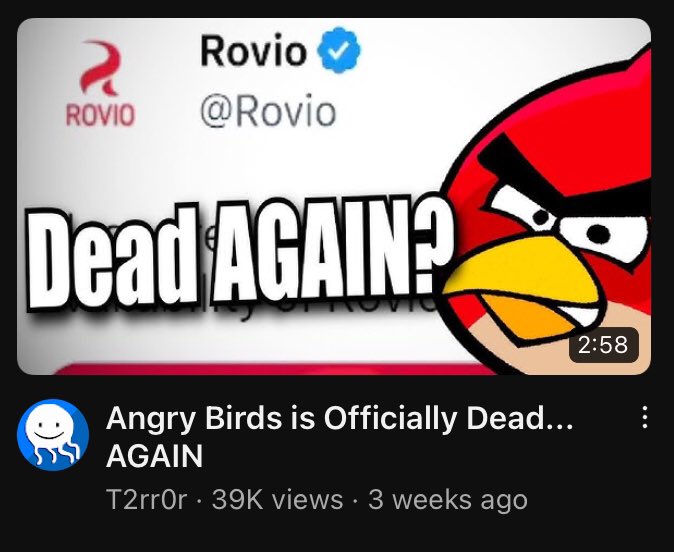 Rovio
ROVIO
@Rovio
Dead AGAIN?
2:58
Angry Birds is Officially Dead...
AGAIN
T2rr0r · 39K views · 3 weeks ago